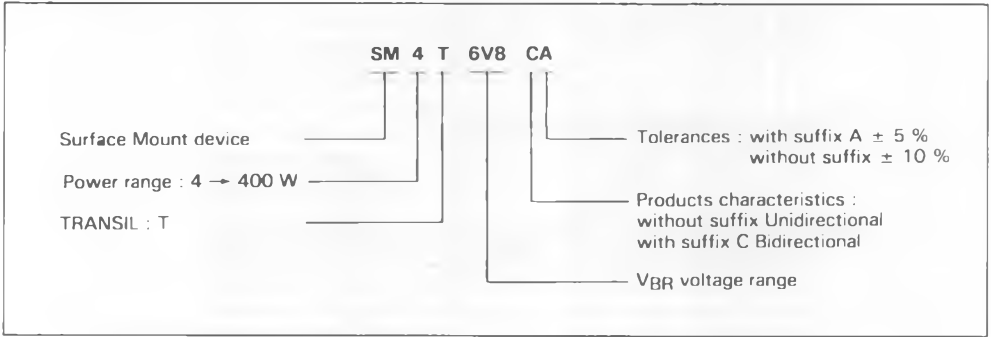 SM 4 T 6V8 CA
Surface Mount device
Power range : 4 → 400 W
TRANSIL : T
Tolerances : with suffix A ± 5 %
without suffix ± 10 %
Products characteristics :
without suffix Unidirectional
with suffix C Bidirectional
VBR voltage range